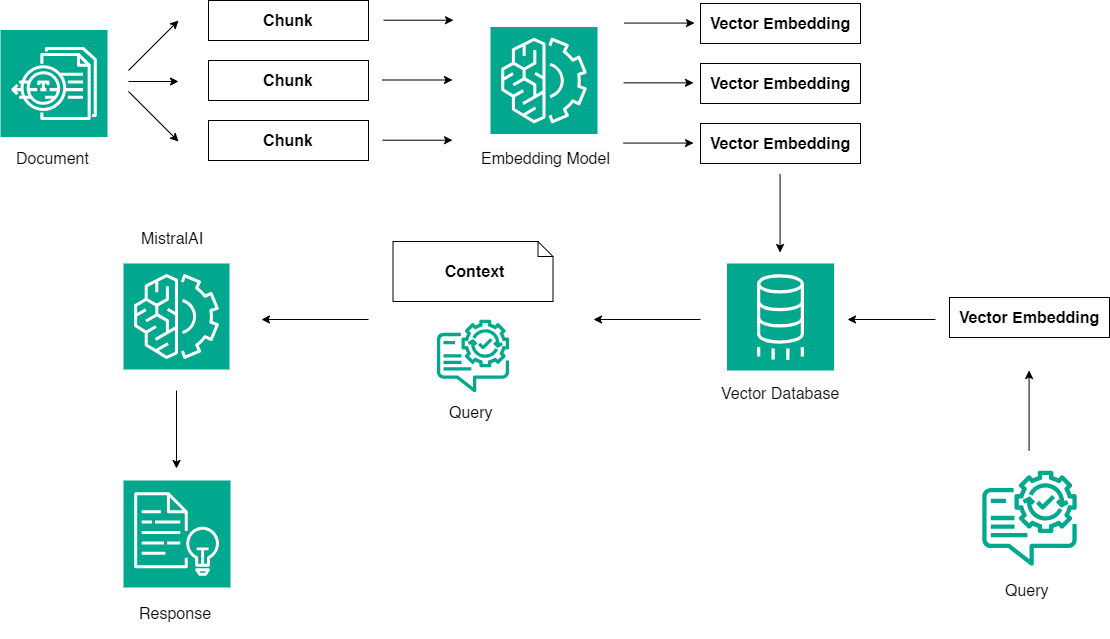 Chunk
Vector Embedding
Chunk
Vector Embedding
Chunk
Vector Embedding
Document
Embedding Model
MistralAI
Context
Vector Embedding
Vector Database
Query
Query
Response